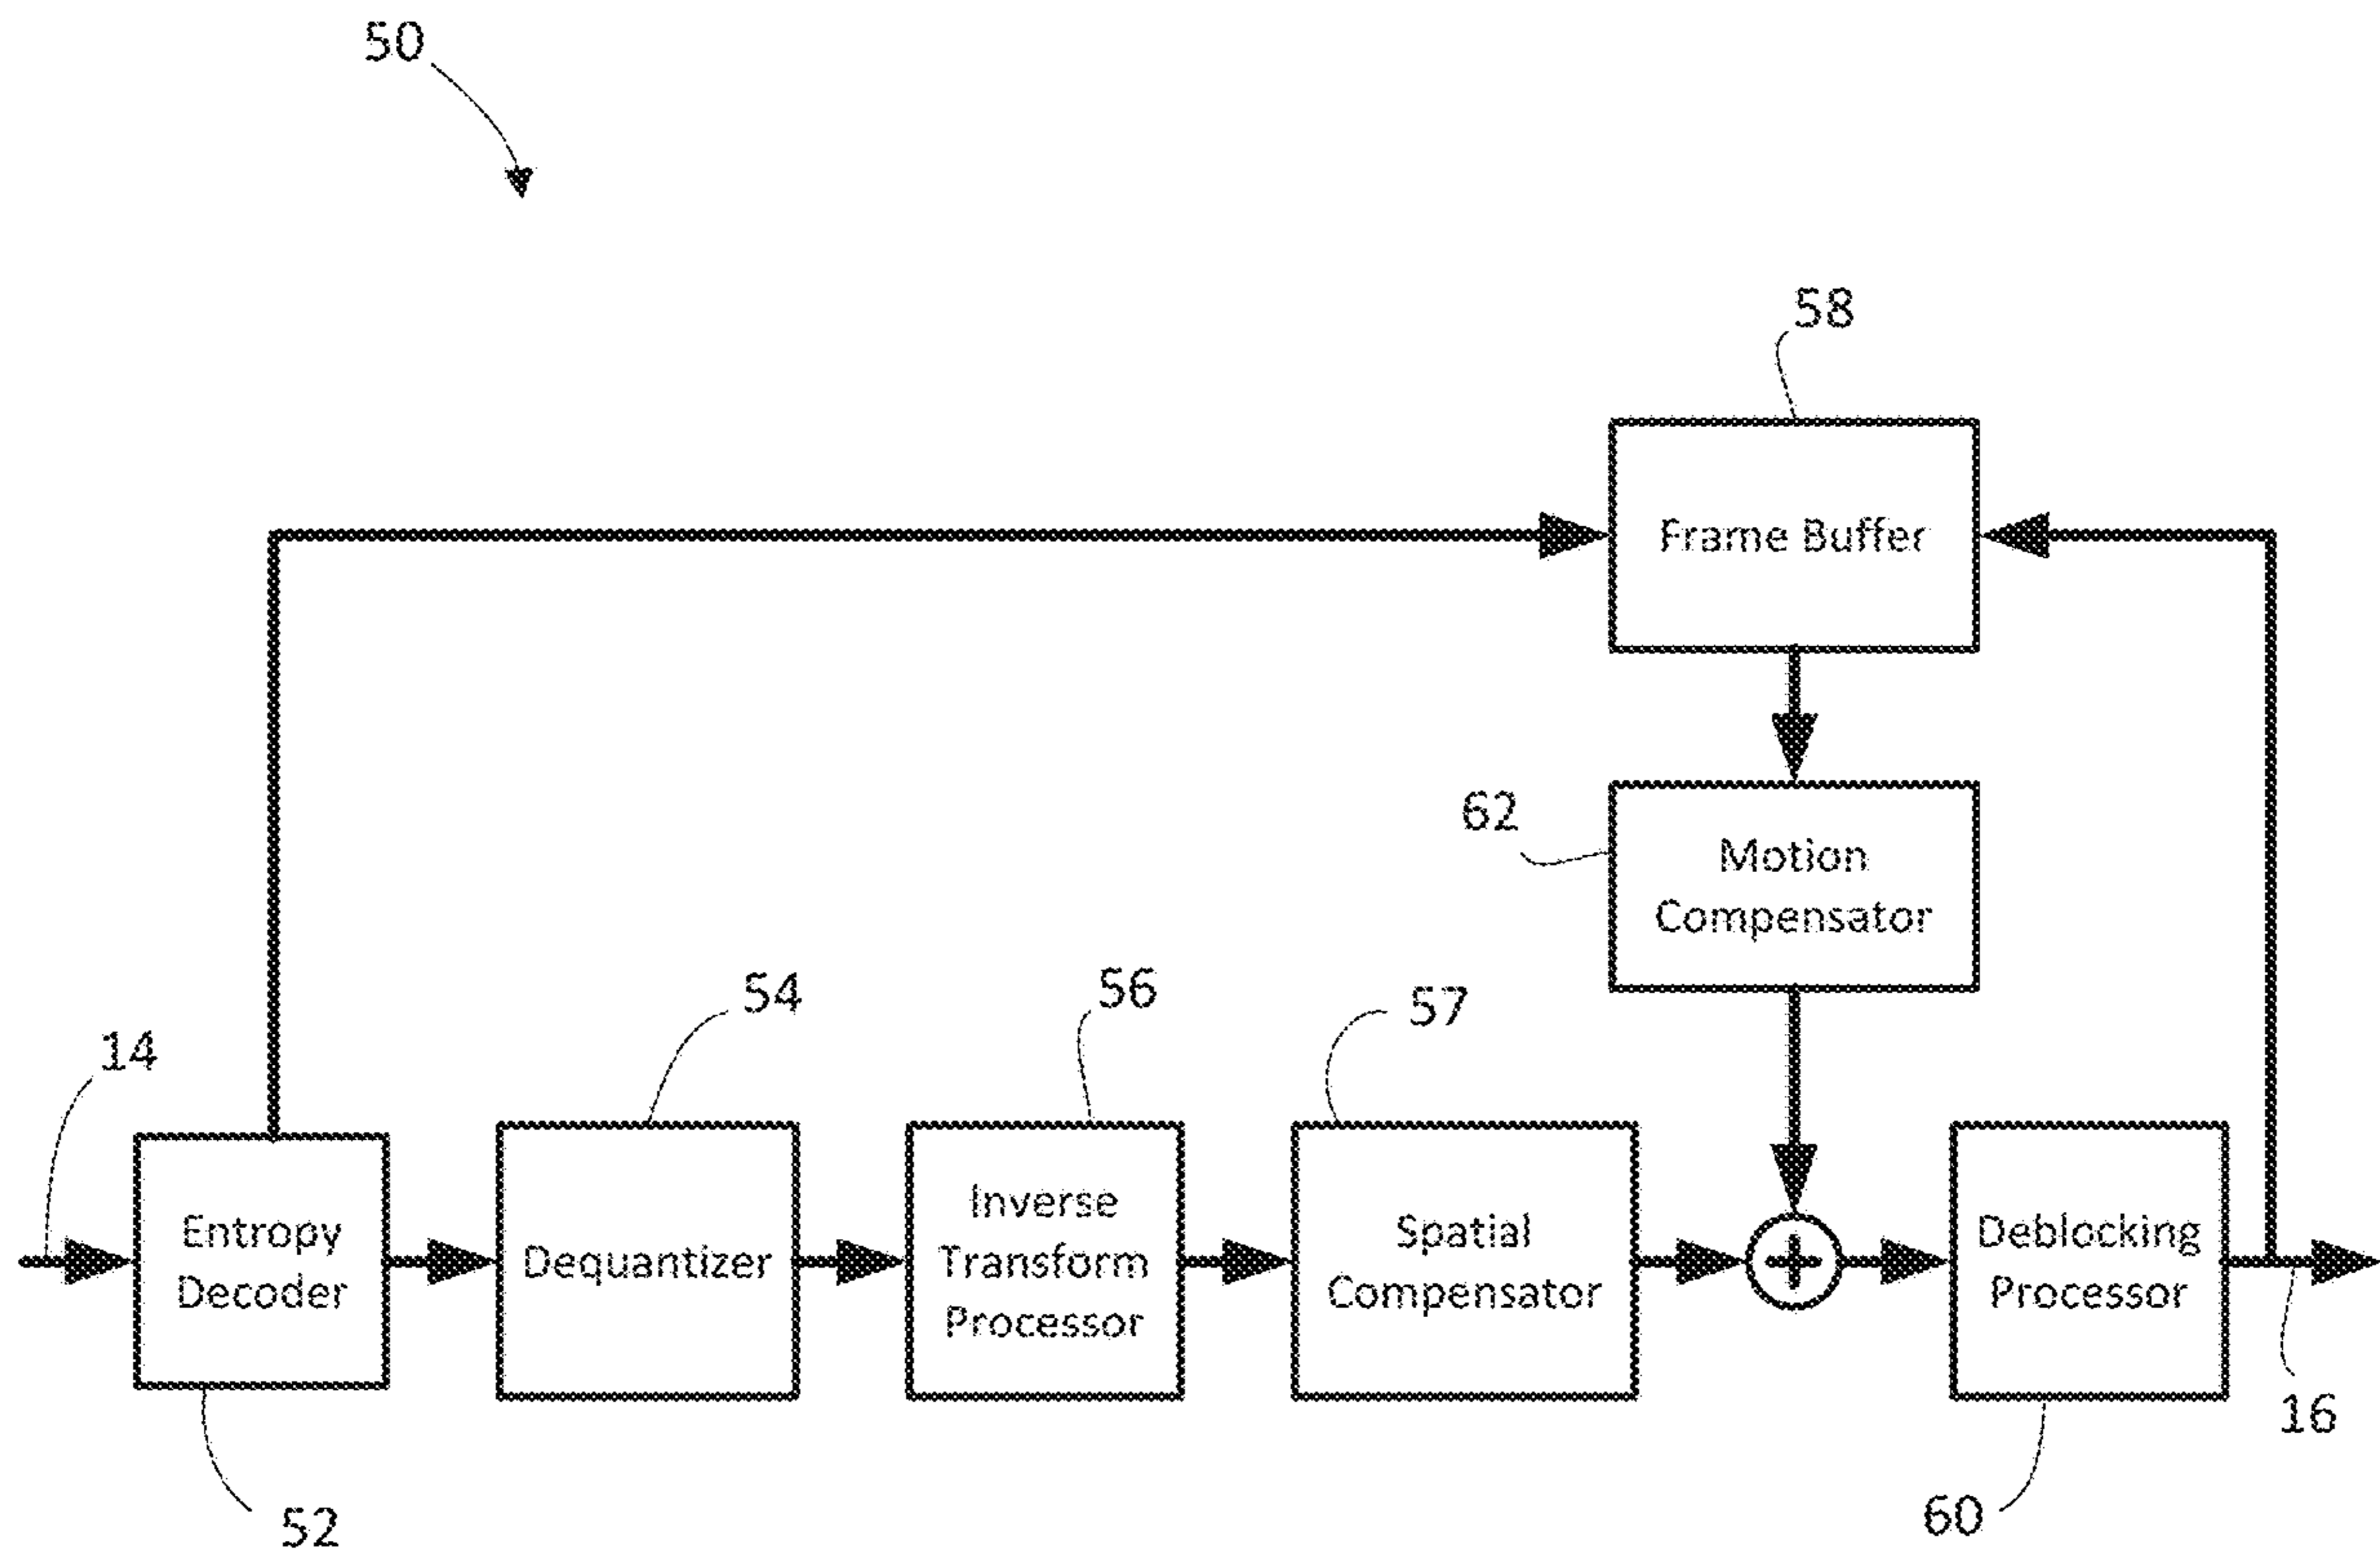 50
58
Frame Buffer
62
Motion
Compensator
14
54
56
57
Entropy
Decoder
Dequantizer
Inverse
Transform
Processor
Spatial
Compensator
+
Deblocking
Processor
16
52
60